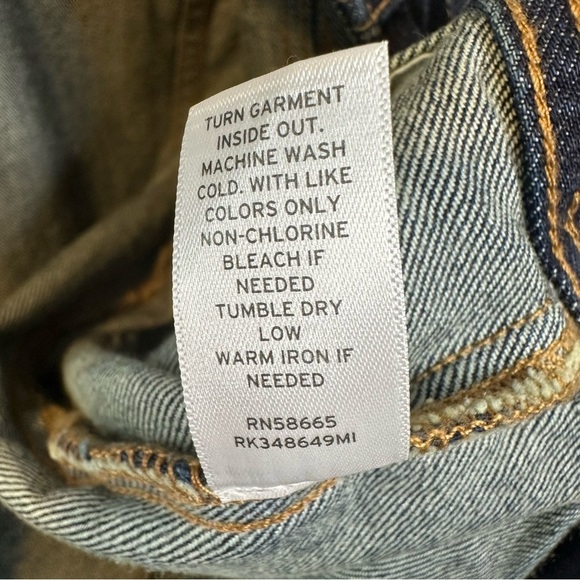 TURN GARMENT
INSIDE OUT.
MACHINE WASH
COLD. WITH LIKE
COLORS ONLY
NON-CHLORINE
BLEACH IF
NEEDED
TUMBLE DRY
LOW
WARM IRON IF
NEEDED
RN58665
RK348649MI